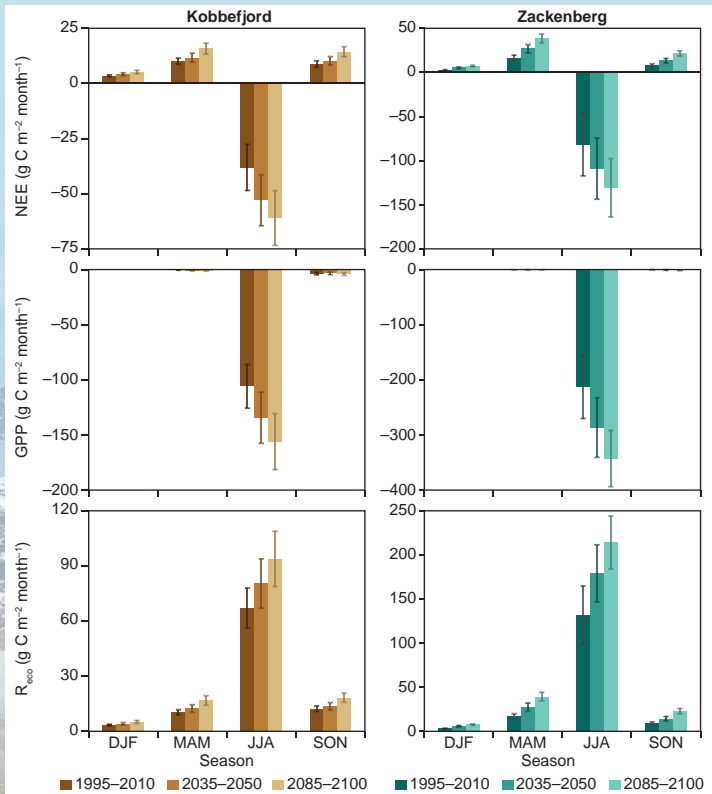 Kobbefjord
Zackenberg
NEE (g C m⁻² month⁻¹)
25
0
–25
–50
–75
50
0
–50
–100
–150
–200
GPP (g C m⁻² month⁻¹)
0
–50
–100
–150
–200
0
–100
–200
–300
–400
Reco (g C m⁻² month⁻¹)
120
90
60
30
0
250
200
150
100
50
0
DJF MAM JJA SON
Season
DJF MAM JJA SON
Season
1995–2010 2035–2050 2085–2100
1995–2010 2035–2050 2085–2100